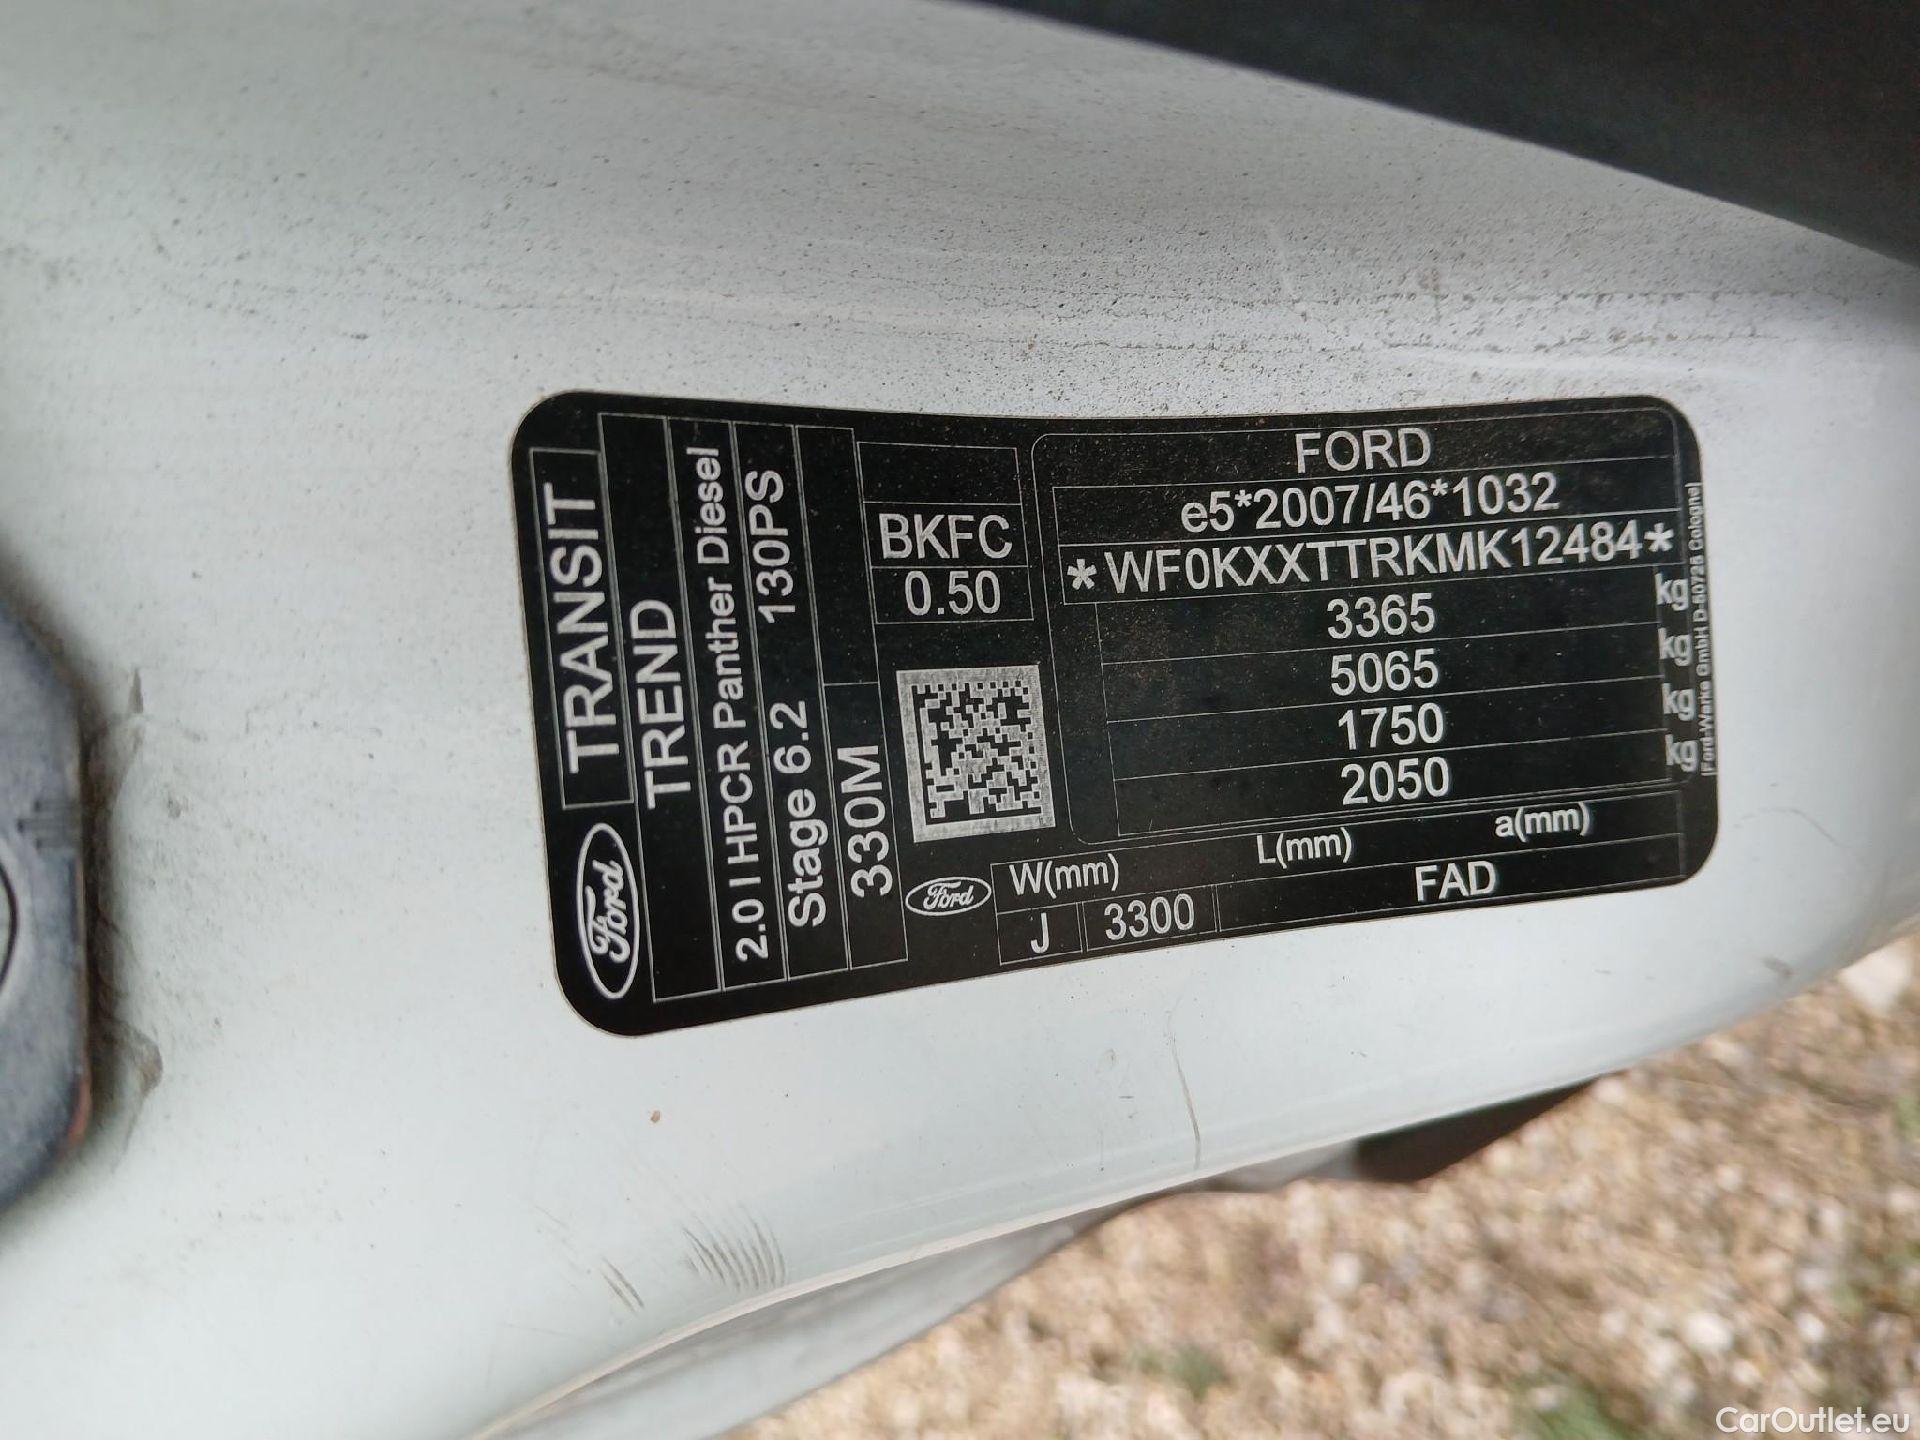 FORD
e5*2007/46*1032
*WF0KXXTTRKMK12484*
3365 kg
5065 kg
1750 kg
2050 kg
Ford-Werke GmbH D-50725 Cologne
W(mm) L(mm) a(mm)
J 3300 FAD
Ford
BKFC
0.50
Ford TRANSIT
TREND
2.0 l HPCR Panther Diesel
Stage 6.2 130PS
330M
CarOutlet.eu